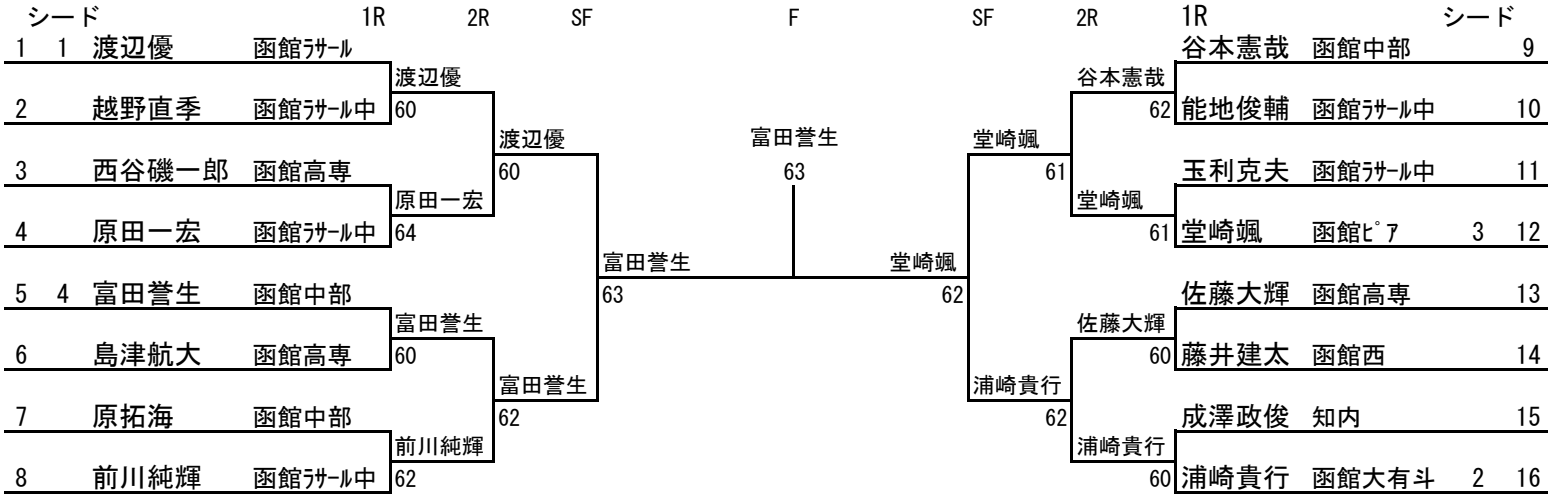 シード 1R 2R SF F SF 2R 1R シード
1 1 渡辺優 函館ﾗｻｰﾙ 谷本憲哉 函館中部 9
渡辺優 谷本憲哉
2 越野直季 函館ﾗｻｰﾙ中 60 62 能地俊輔 函館ﾗｻｰﾙ中 10
渡辺優 富田誉生 堂崎颯
3 西谷磯一郎 函館高専 60 63 61 玉利克夫 函館ﾗｻｰﾙ中 11
原田一宏 堂崎颯
4 原田一宏 函館ﾗｻｰﾙ中 64 61 堂崎颯 函館ﾋﾟｱ 3 12
富田誉生 堂崎颯
5 4 富田誉生 函館中部 63 62 佐藤大輝 函館高専 13
富田誉生 佐藤大輝
6 島津航大 函館高専 60 60 藤井建太 函館西 14
富田誉生 浦崎貴行
7 原拓海 函館中部 62 62 成澤政俊 知内 15
前川純輝 浦崎貴行
8 前川純輝 函館ﾗｻｰﾙ中 62 60 浦崎貴行 函館大有斗 2 16